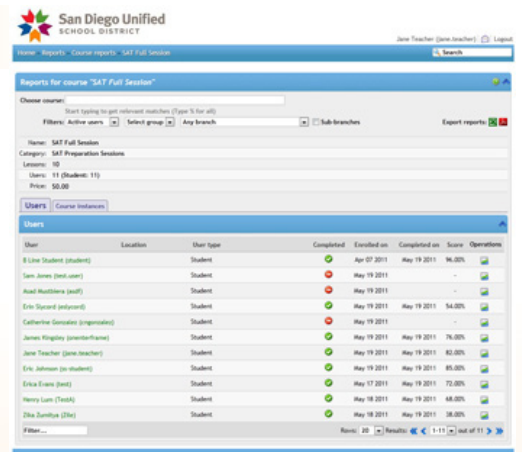 San Diego Unified
SCHOOL DISTRICT
Jane Teacher (jane.teacher) Logout
Home » Reports » Course reports » SAT Full Session Search
Reports for course "SAT Full Session"
Choose course:
Start typing to get relevant matches (Type % for all)
Filters: Active users Select group Any branch Sub-branches Export reports:
Name: SAT Full Session
Category: SAT Preparation Sessions
Lessons: 10
Users: 11 (Student: 11)
Price: $0.00
Users Course instances
Users
User Location User type Completed Enrolled on Completed on Score Operations
B Line Student (student) Student Apr 07 2011 May 19 2011 96.00%
Sam Jones (test.user) Student May 19 2011 -
Asad Student May 19 2011 -
Erin Slycord (eslycord) Student May 19 2011 May 19 2011 54.00%
Catherine Gonzales (cngonzales) Student May 19 2011 -
James Kingsley Student May 19 2011 May 19 2011 76.00%
Jane Teacher (jane.teacher) Student May 19 2011 May 19 2011 82.00%
Eric Johnson Student May 19 2011 May 19 2011 85.00%
Erica Evans (test) Student May 17 2011 May 19 2011 72.00%
Henry Lum (TestA) Student May 18 2011 May 19 2011 68.00%
Zika Zumitya (Zike) Student May 18 2011 May 19 2011 38.00%
Filter... Rows: 20 Results: 1-11 out of 11